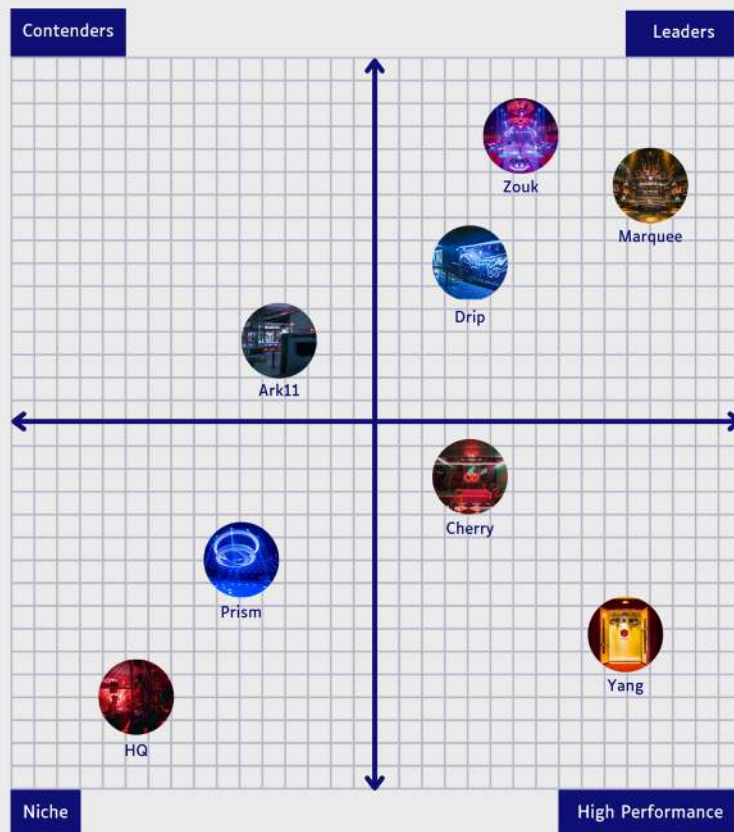 Contenders
Leaders
Zouk
Marquee
Drip
Ark11
Cherry
Prism
Yang
HQ
Niche
High Performance